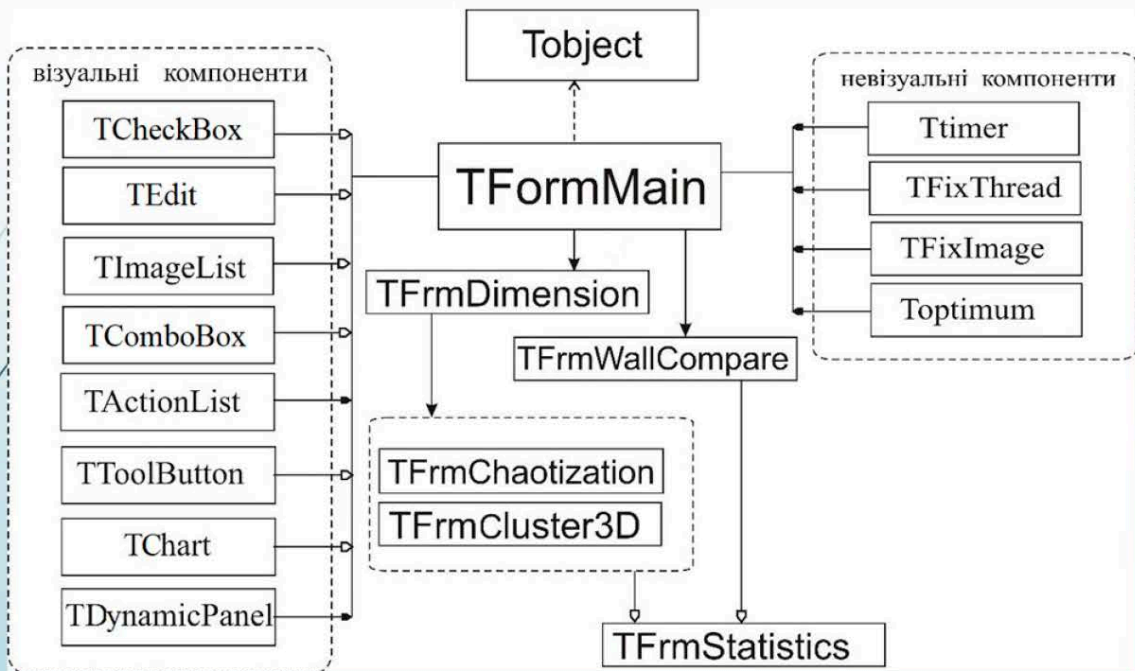 Tobject
візуальні компоненти
TCheckBox
TEdit
TImageList
TComboBox
TActionList
TToolButton
TChart
TDynamicPanel
TFormMain
TFrmDimension
TFrmWallCompare
TFrmChaotization
TFrmCluster3D
TFrmStatistics
невізуальні компоненти
Ttimer
TFixThread
TFixImage
Toptimum